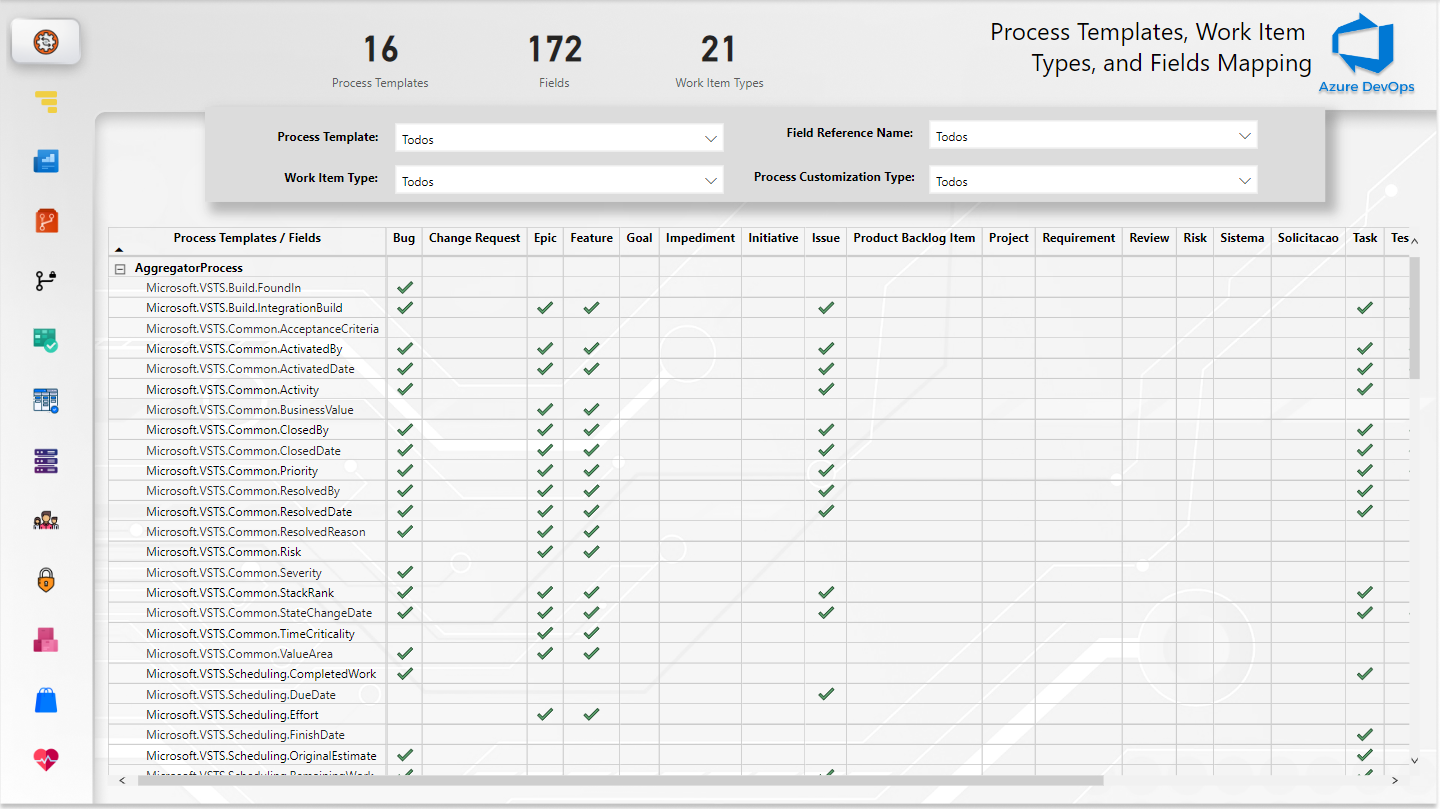 16
Process Templates
172
Fields
21
Work Item Types
Process Templates, Work Item
Types, and Fields Mapping
Azure DevOps
Process Template:
Todos
Field Reference Name:
Todos
Work Item Type:
Todos
Process Customization Type:
Todos
Process Templates / Fields Bug Change Request Epic Feature Goal Impediment Initiative Issue Product Backlog Item Project Requirement Review Risk Sistema Solicitacao Task Tes
AggregatorProcess
Microsoft.VSTS.Build.FoundIn
Microsoft.VSTS.Build.IntegrationBuild
Microsoft.VSTS.Common.AcceptanceCriteria
Microsoft.VSTS.Common.ActivatedBy
Microsoft.VSTS.Common.ActivatedDate
Microsoft.VSTS.Common.Activity
Microsoft.VSTS.Common.BusinessValue
Microsoft.VSTS.Common.ClosedBy
Microsoft.VSTS.Common.ClosedDate
Microsoft.VSTS.Common.Priority
Microsoft.VSTS.Common.ResolvedBy
Microsoft.VSTS.Common.ResolvedDate
Microsoft.VSTS.Common.ResolvedReason
Microsoft.VSTS.Common.Risk
Microsoft.VSTS.Common.Severity
Microsoft.VSTS.Common.StackRank
Microsoft.VSTS.Common.StateChangeDate
Microsoft.VSTS.Common.TimeCriticality
Microsoft.VSTS.Common.ValueArea
Microsoft.VSTS.Scheduling.CompletedWork
Microsoft.VSTS.Scheduling.DueDate
Microsoft.VSTS.Scheduling.Effort
Microsoft.VSTS.Scheduling.FinishDate
Microsoft.VSTS.Scheduling.OriginalEstimate
Microsoft.VSTS.Scheduling.RemainingWork